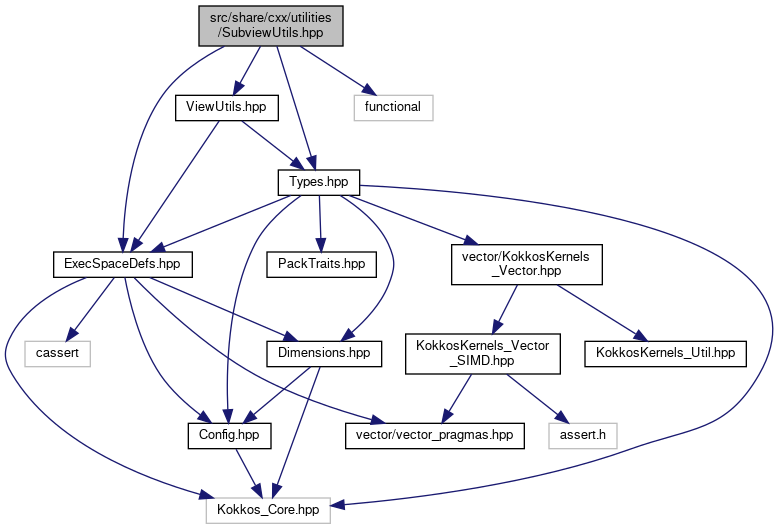 src/share/cxx/utilities
/SubviewUtils.hpp
ViewUtils.hpp
functional
Types.hpp
ExecSpaceDefs.hpp
PackTraits.hpp
vector/KokkosKernels
_Vector.hpp
cassert
Dimensions.hpp
KokkosKernels_Vector
_SIMD.hpp
KokkosKernels_Util.hpp
Config.hpp
vector/vector_pragmas.hpp
assert.h
Kokkos_Core.hpp